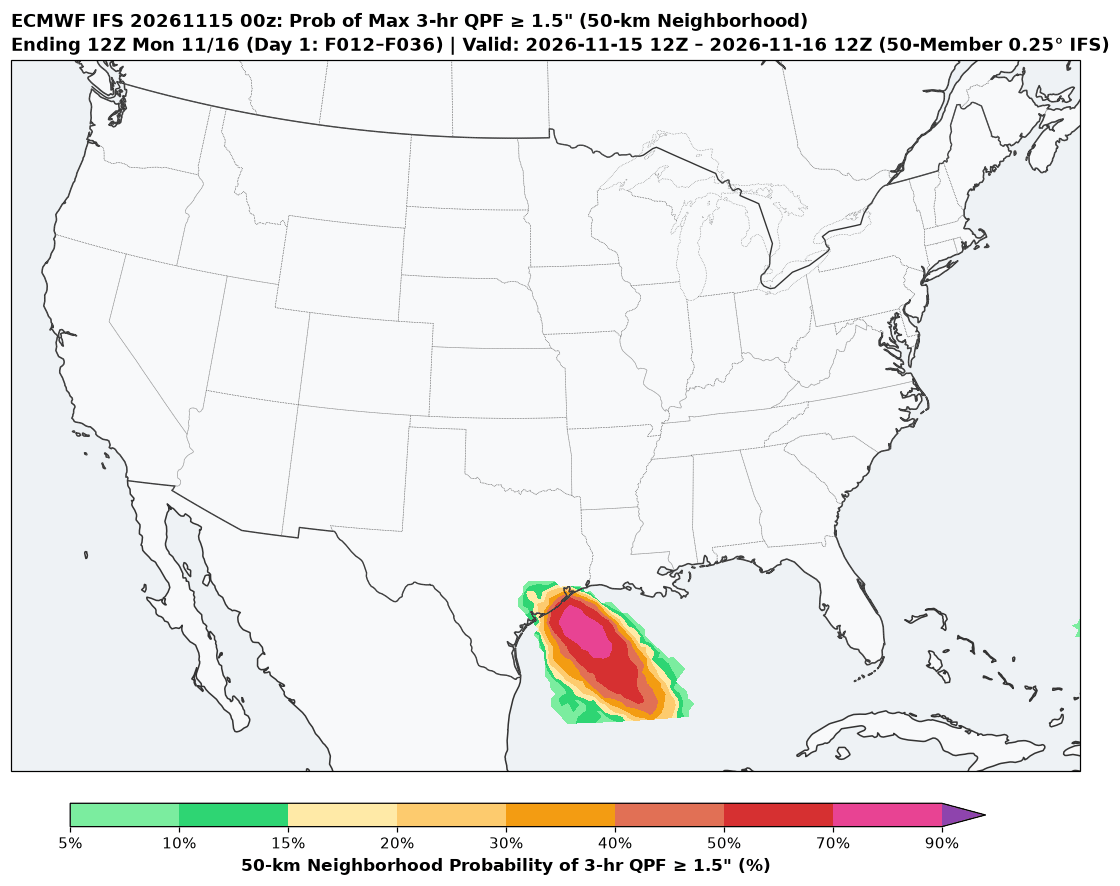 ECMWF IFS 20261115 00z: Prob of Max 3-hr QPF ≥ 1.5" (50-km Neighborhood)
Ending 12Z Mon 11/16 (Day 1: F012–F036) | Valid: 2026-11-15 12Z – 2026-11-16 12Z (50-Member 0.25° IFS)
5% 10% 15% 20% 30% 40% 50% 70% 90%
50-km Neighborhood Probability of 3-hr QPF ≥ 1.5" (%)